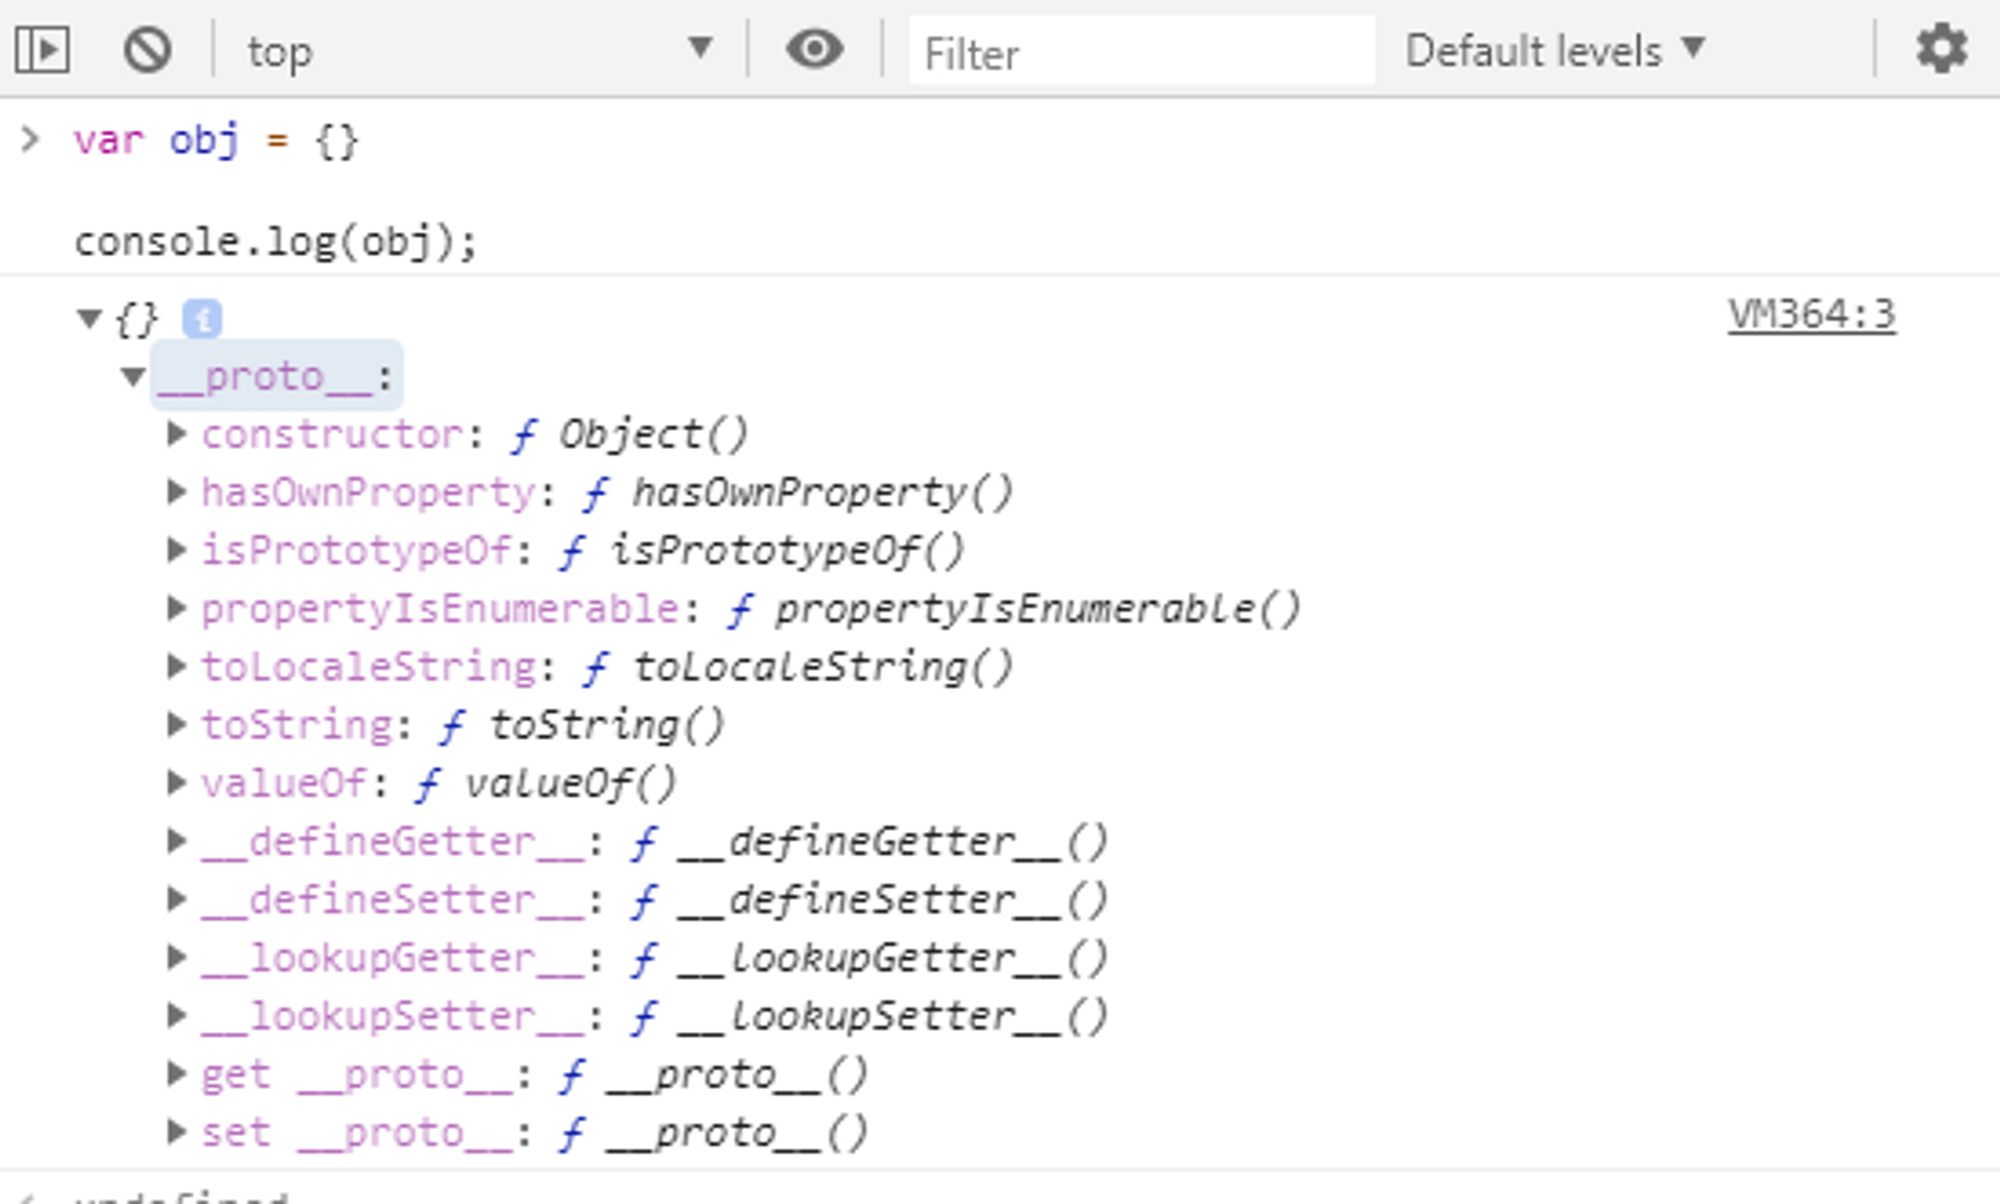 top Filter Default levels
var obj = {}
console.log(obj);
{} i VM364:3
__proto__:
constructor: ƒ Object()
hasOwnProperty: ƒ hasOwnProperty()
isPrototypeOf: ƒ isPrototypeOf()
propertyIsEnumerable: ƒ propertyIsEnumerable()
toLocaleString: ƒ toLocaleString()
toString: ƒ toString()
valueOf: ƒ valueOf()
__defineGetter__: ƒ __defineGetter__()
__defineSetter__: ƒ __defineSetter__()
__lookupGetter__: ƒ __lookupGetter__()
__lookupSetter__: ƒ __lookupSetter__()
get __proto__: ƒ __proto__()
set __proto__: ƒ __proto__()
undefined